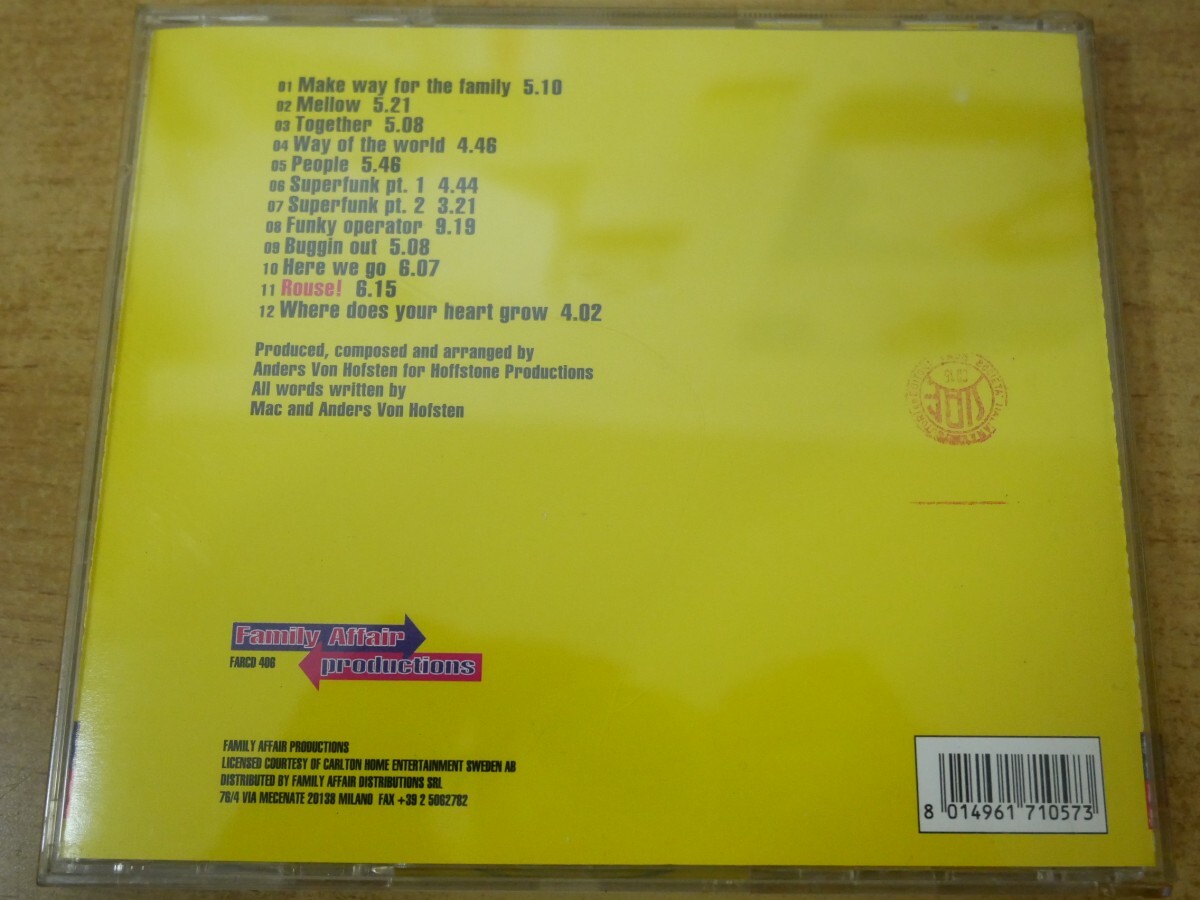 01 Make way for the family 5.10
02 Mellow 5.21
03 Together 5.08
04 Way of the world 4.46
05 People 5.46
06 Superfunk pt. 1 4.44
07 Superfunk pt. 2 3.21
08 Funky operator 9.19
09 Buggin out 5.08
10 Here we go 6.07
11 Rouse! 6.15
12 Where does your heart grow 4.02
Produced, composed and arranged by
Anders Von Hofsten for Hoffstone Productions
All words written by
Mac and Anders Von Hofsten
SIAE
Family Affair
productions
FARCD 406
FAMILY AFFAIR PRODUCTIONS
LICENSED COURTESY OF CARLTON HOME ENTERTAINMENT SWEDEN AB
DISTRIBUTED BY FAMILY AFFAIR DISTRIBUTIONS SRL
76/4 VIA MECENATE 20138 MILANO FAX +39 2 5062782
8 014961 710573